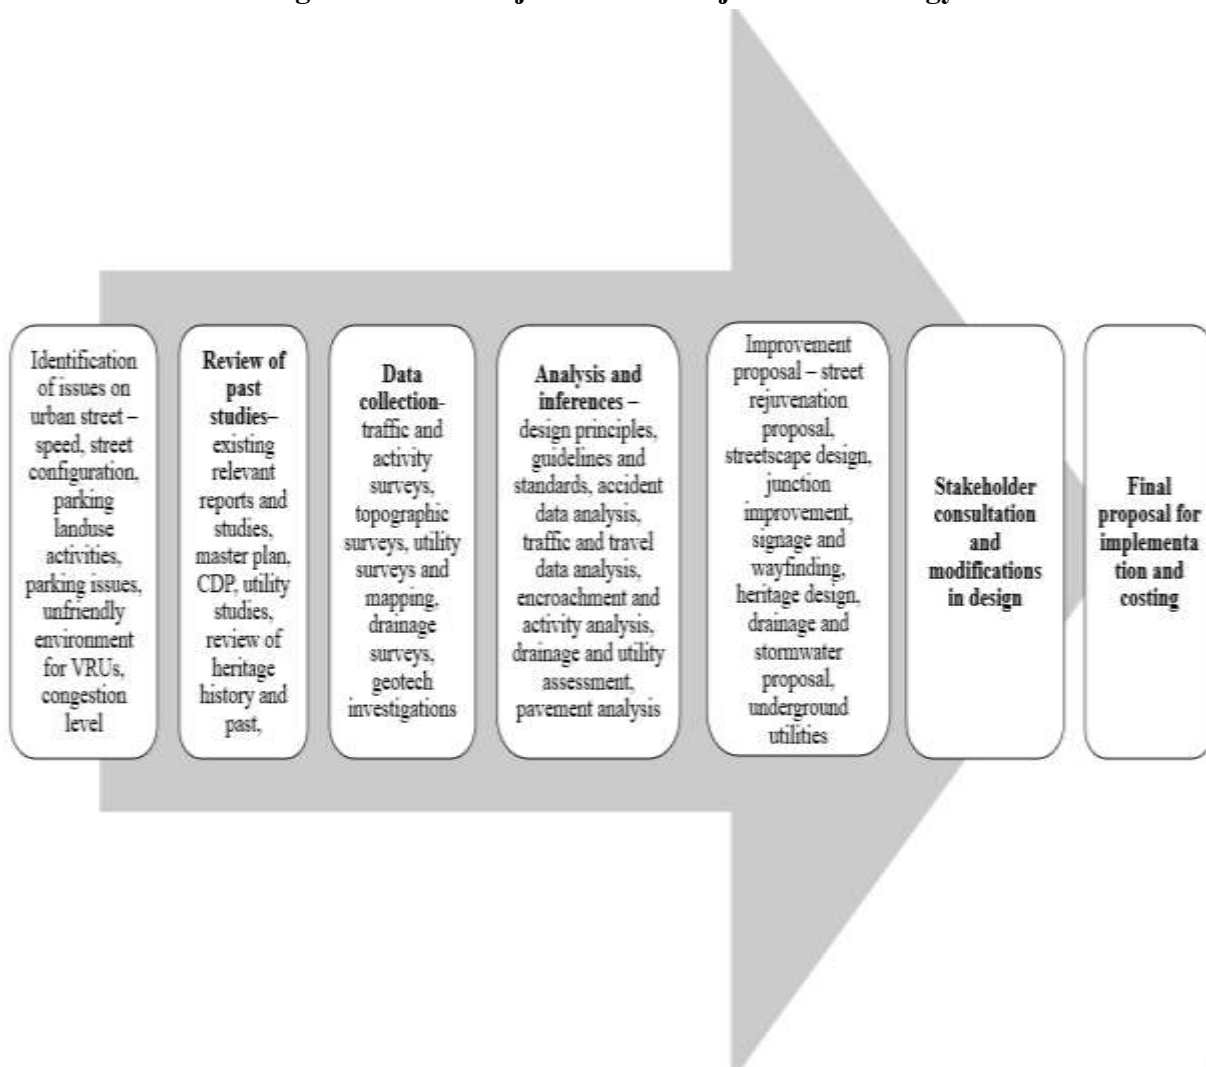 Identification
of issues on
urban street –
speed, street
configuration,
parking
landuse
activities,
parking issues,
unfriendly
environment
for VRUs,
congestion
level
Review of
past
studies–
existing
relevant
reports and
studies,
master plan,
CDP, utility
studies,
review of
heritage
history and
past,
Data
collection-
traffic and
activity
surveys,
topographic
surveys, utility
surveys and
mapping,
drainage
surveys,
geotech
investigations
Analysis and
inferences –
design principles,
guidelines and
standards, accident
data analysis,
traffic and travel
data analysis,
encroachment and
activity analysis,
drainage and utility
assessment,
pavement analysis
Improvement
proposal – street
rejuvenation
proposal,
streetscape design,
junction
improvement,
signage and
wayfinding,
heritage design,
drainage and
stormwater
proposal,
underground
utilities
Stakeholder
consultation
and
modifications
in design
Final
proposal for
implementa
tion and
costing